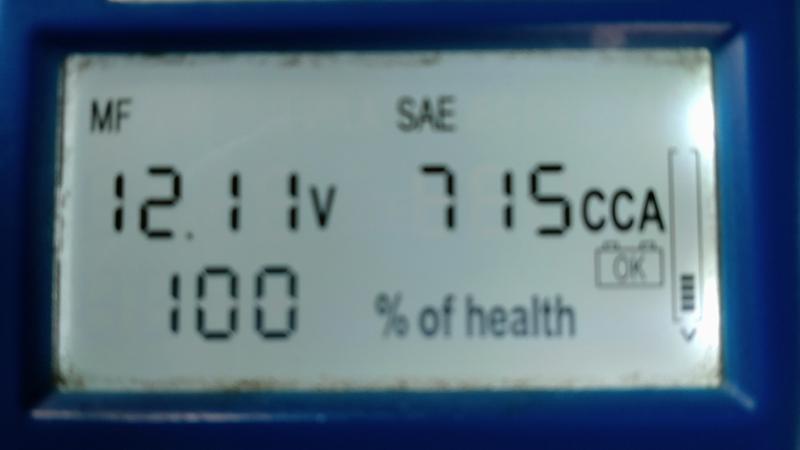 MF SAE
12.11V 715CCA
OK
100 % of health